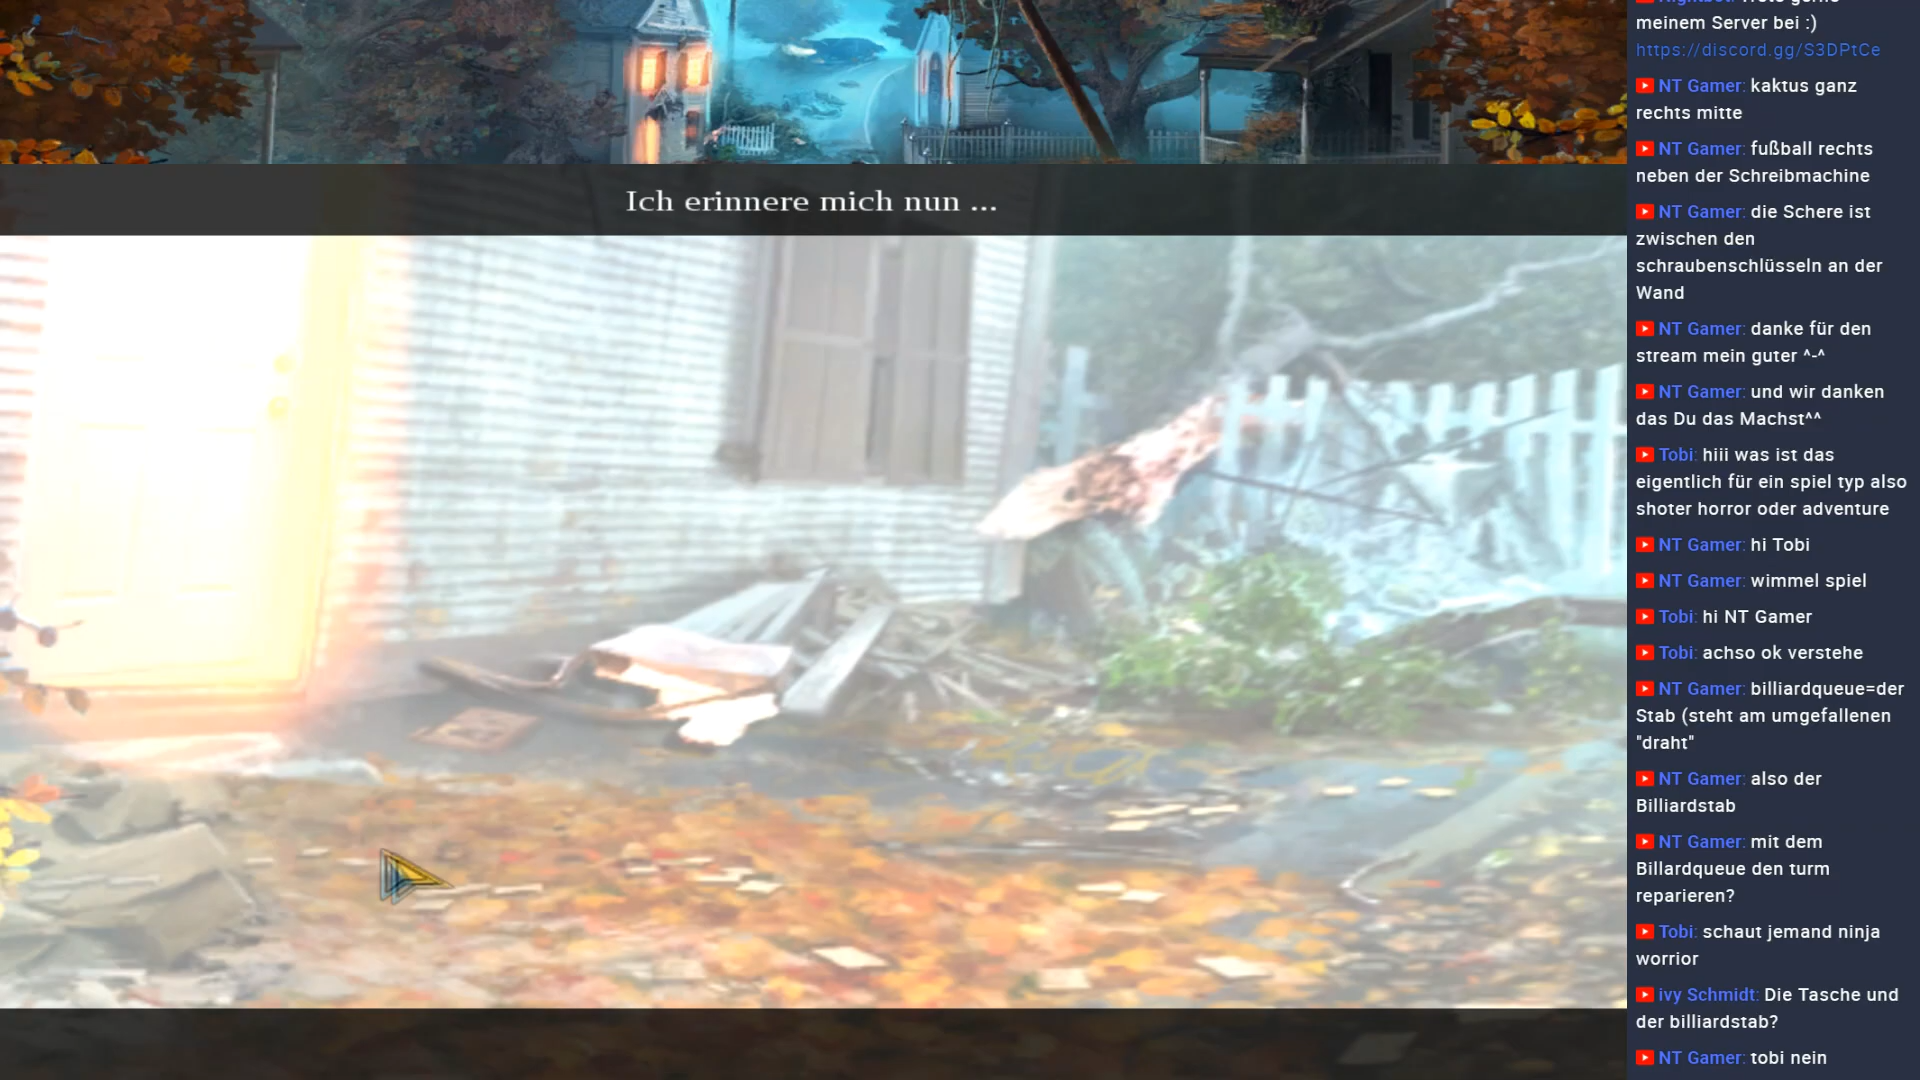 Ich erinnere mich nun ...
meinem Server bei :)
https://discord.gg/S3DPtCe
NT Gamer: kaktus ganz
rechts mitte
NT Gamer: fußball rechts
neben der Schreibmachine
NT Gamer: die Schere ist
zwischen den
schraubenschlüsseln an der
Wand
NT Gamer: danke für den
stream mein guter ^-^
NT Gamer: und wir danken
das Du das Machst^^
Tobi: hiii was ist das
eigentlich für ein spiel typ also
shoter horror oder adventure
NT Gamer: hi Tobi
NT Gamer: wimmel spiel
Tobi: hi NT Gamer
Tobi: achso ok verstehe
NT Gamer: billiardqueue=der
Stab (steht am umgefallenen
"draht"
NT Gamer: also der
Billiardstab
NT Gamer: mit dem
Billardqueue den turm
reparieren?
Tobi: schaut jemand ninja
worrior
ivy Schmidt: Die Tasche und
der billiardstab?
NT Gamer: tobi nein